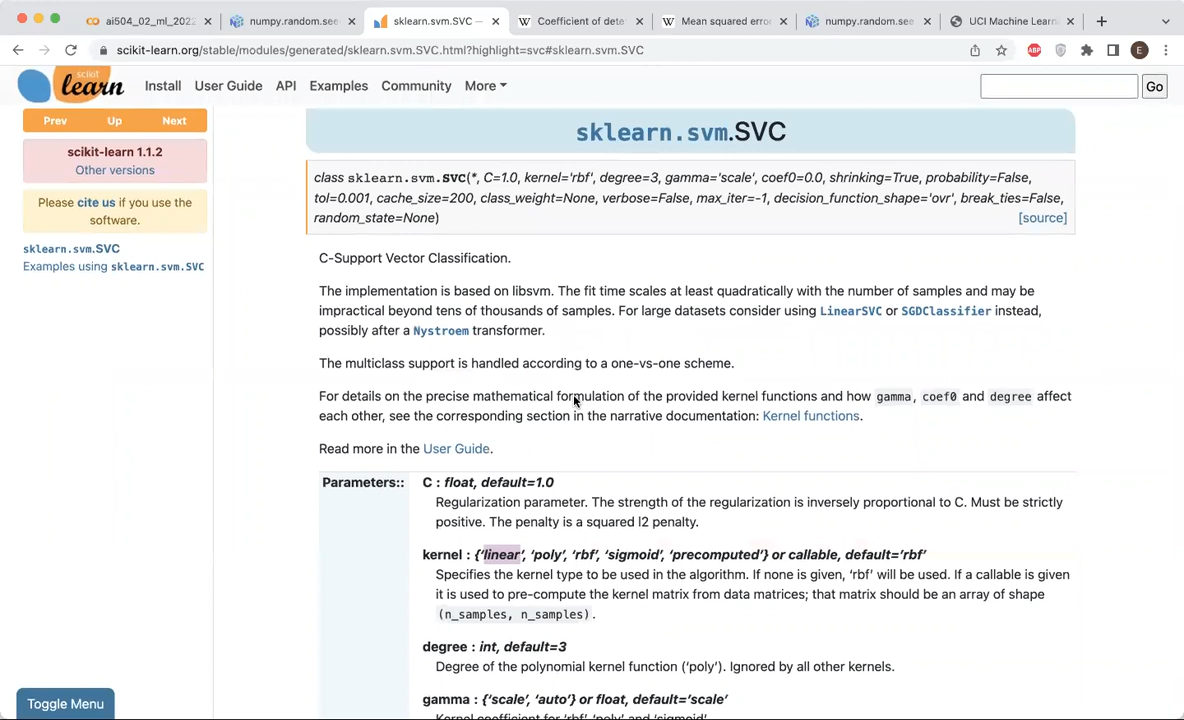 ai504_02_ml_2022
numpy.random.see
sklearn.svm.SVC —
Coefficient of dete
Mean squared erro
numpy.random.see
UCI Machine Learn
scikit-learn.org/stable/modules/generated/sklearn.svm.SVC.html?highlight=svc#sklearn.svm.SVC
ABP
E
scikit
learn
Install
User Guide
API
Examples
Community
More
Go
Prev
Up
Next
scikit-learn 1.1.2
Other versions
Please cite us if you use the
software.
sklearn.svm.SVC
Examples using sklearn.svm.SVC
sklearn.svm.SVC
class sklearn.svm.SVC(*, C=1.0, kernel='rbf', degree=3, gamma='scale', coef0=0.0, shrinking=True, probability=False,
tol=0.001, cache_size=200, class_weight=None, verbose=False, max_iter=-1, decision_function_shape='ovr', break_ties=False,
random_state=None)
[source]
C-Support Vector Classification.
The implementation is based on libsvm. The fit time scales at least quadratically with the number of samples and may be
impractical beyond tens of thousands of samples. For large datasets consider using LinearSVC or SGDClassifier instead,
possibly after a Nystroem transformer.
The multiclass support is handled according to a one-vs-one scheme.
For details on the precise mathematical formulation of the provided kernel functions and how gamma, coef0 and degree affect
each other, see the corresponding section in the narrative documentation: Kernel functions.
Read more in the User Guide.
Parameters::
C : float, default=1.0
Regularization parameter. The strength of the regularization is inversely proportional to C. Must be strictly
positive. The penalty is a squared l2 penalty.
kernel : {‘linear’, ‘poly’, ‘rbf’, ‘sigmoid’, ‘precomputed’} or callable, default=’rbf’
Specifies the kernel type to be used in the algorithm. If none is given, ‘rbf’ will be used. If a callable is given
it is used to pre-compute the kernel matrix from data matrices; that matrix should be an array of shape
(n_samples, n_samples).
degree : int, default=3
Degree of the polynomial kernel function (‘poly’). Ignored by all other kernels.
gamma : {‘scale’, ‘auto’} or float, default=’scale’
Kernel coefficient for ‘rbf’, ‘poly’ and ‘sigmoid’.
Toggle Menu